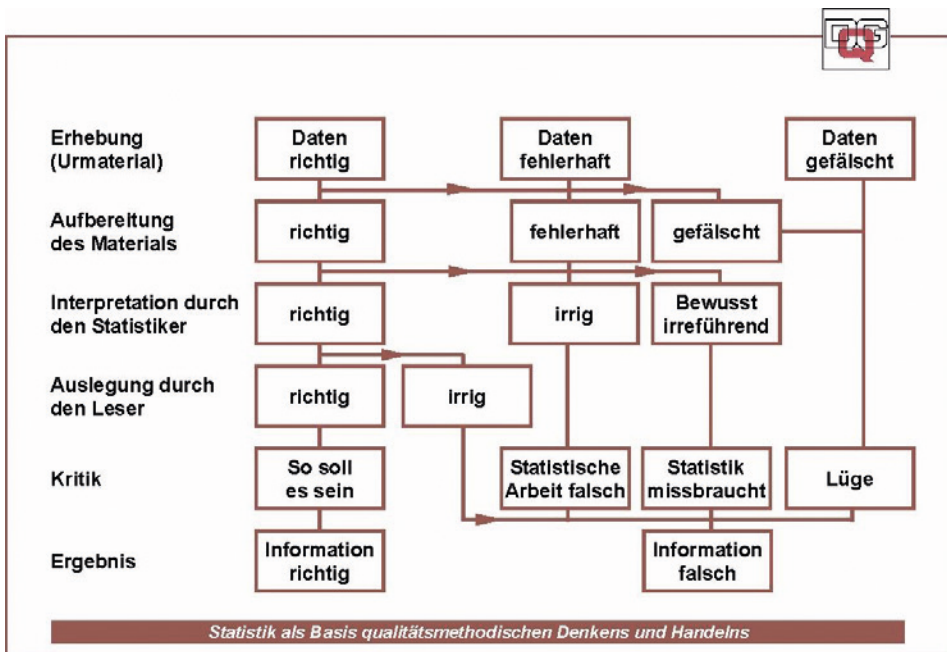 DQG
Erhebung
(Urmaterial)
Daten
richtig
Daten
fehlerhaft
Daten
gefälscht
Aufbereitung
des Materials
richtig
fehlerhaft
gefälscht
Interpretation durch
den Statistiker
richtig
irrig
Bewusst
irreführend
Auslegung durch
den Leser
richtig
irrig
Kritik
So soll
es sein
Statistische
Arbeit falsch
Statistik
missbraucht
Lüge
Ergebnis
Information
richtig
Information
falsch
Statistik als Basis qualitätsmethodischen Denkens und Handelns